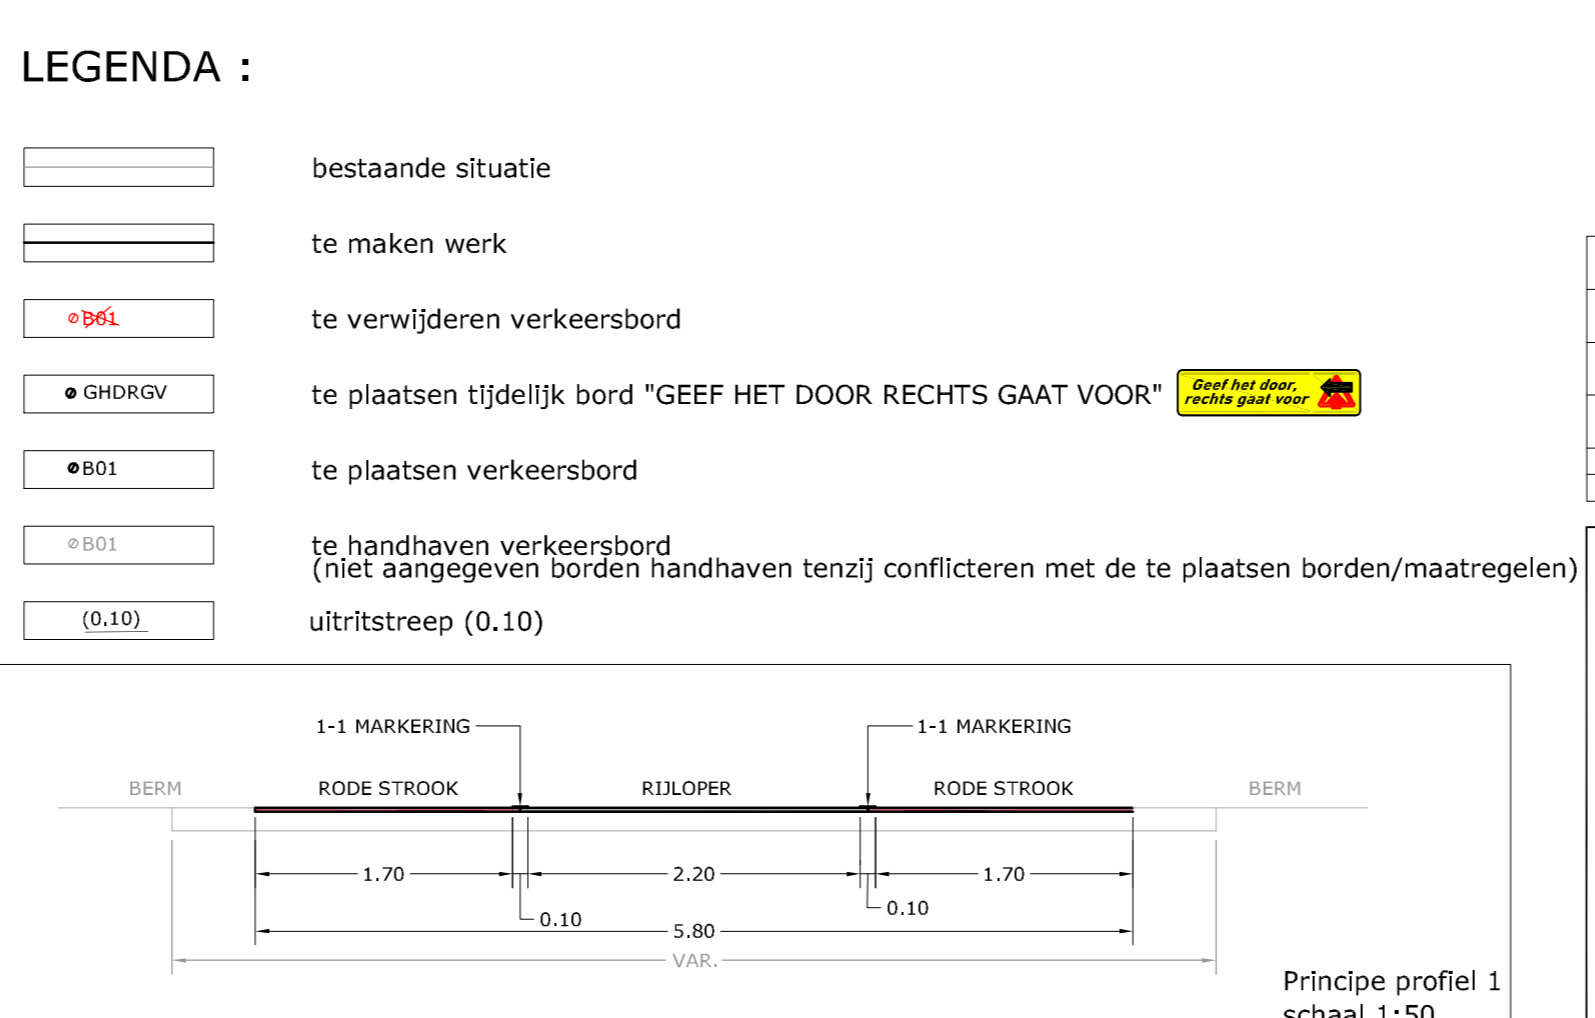 LEGENDA :
bestaande situatie
te maken werk
B01 te verwijderen verkeersbord
GHDRGV te plaatsen tijdelijk bord "GEEF HET DOOR RECHTS GAAT VOOR"
Geef het door,
rechts gaat voor
B01 te plaatsen verkeersbord
B01 te handhaven verkeersbord
(niet aangegeven borden handhaven tenzij conflicteren met de te plaatsen borden/maatregelen)
(0.10) uitritstreep (0.10)
1-1 MARKERING 1-1 MARKERING
BERM RODE STROOK RIJLOPER RODE STROOK BERM
1.70 2.20 1.70
0.10 0.10
5.80
VAR.
Principe profiel 1
schaal 1:50